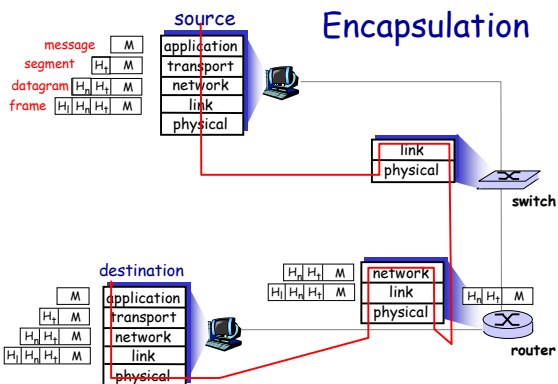 Encapsulation
source
message M
application
segment Ht M
transport
datagram Hn Ht M
network
frame Hl Hn Ht M
link
physical
link
physical
switch
destination
M
application
Ht M
transport
Hn Ht M
network
Hl Hn Ht M
link
physical
Hn Ht M
network
Hl Hn Ht M
link
physical
Hn Ht M
router